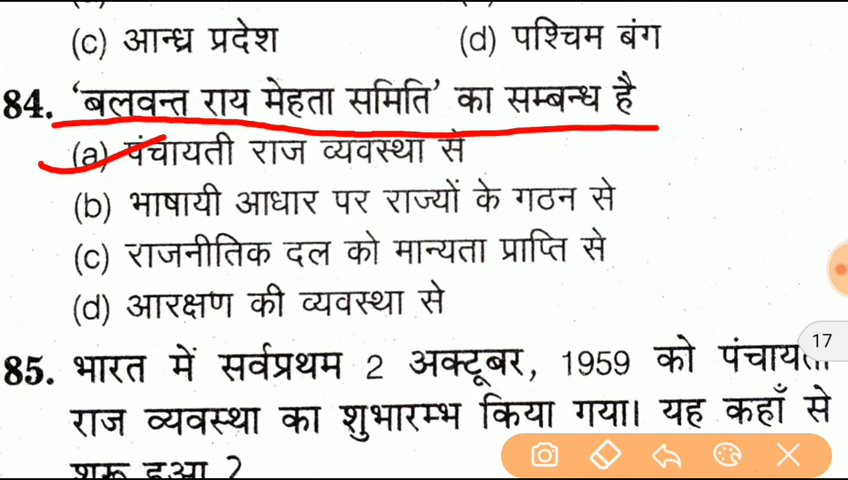 (c) आन्ध्र प्रदेश (d) पश्चिम बंग
84. ‘बलवन्त राय मेहता समिति’ का सम्बन्ध है
(a) पंचायती राज व्यवस्था से
(b) भाषायी आधार पर राज्यों के गठन से
(c) राजनीतिक दल को मान्यता प्राप्ति से
(d) आरक्षण की व्यवस्था से
85. भारत में सर्वप्रथम 2 अक्टूबर, 1959 को
17
राज व्यवस्था का शुभारम्भ किया गया। यह कहाँ से
शुरू हुआ ?